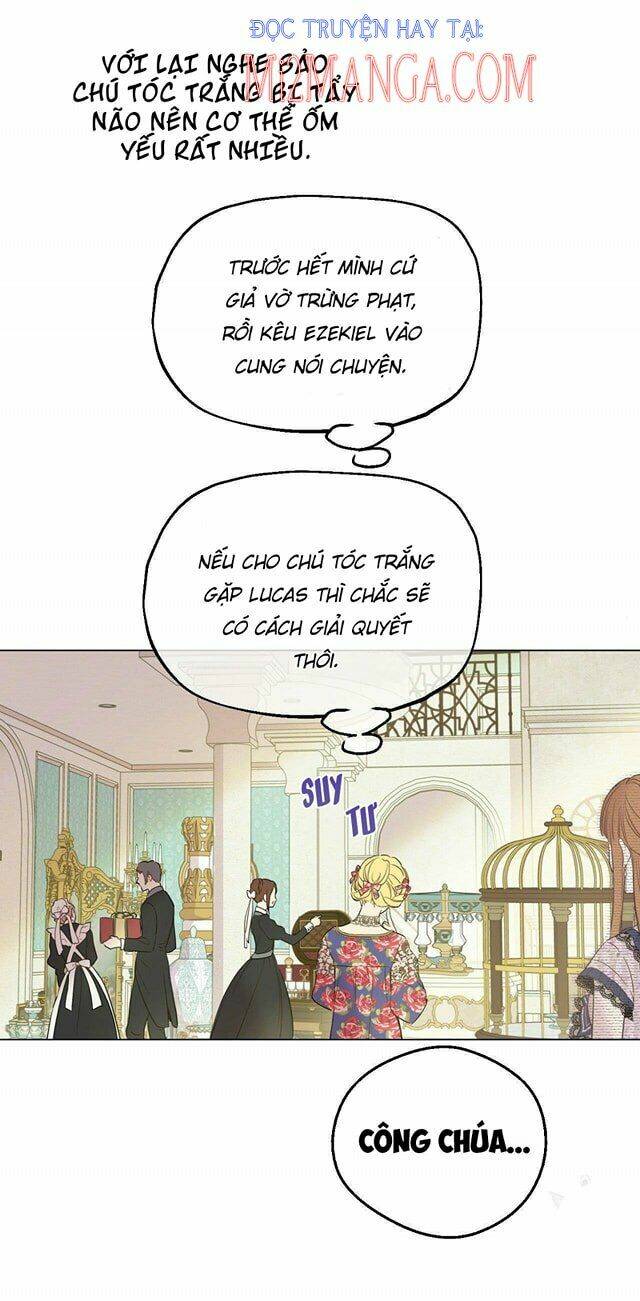 ĐỌC TRUYỆN HAY TẠI:
MI2MANGA.COM
VỚI LẠI NGHE BẢO
CHÚ TÓC TRẮNG BỊ TẨY
NÃO NÊN CƠ THỂ ỐM
YẾU RẤT NHIỀU.
TRƯỚC HẾT MÌNH CỨ
GIẢ VỜ TRỪNG PHẠT,
RỒI KÊU EZEKIEL VÀO
CUNG NÓI CHUYỆN.
NẾU CHO CHÚ TÓC TRẮNG
GẶP LUCAS THÌ CHẮC SẼ
CÓ CÁCH GIẢI QUYẾT
THÔI.
SUY
TƯ
CÔNG CHÚA...